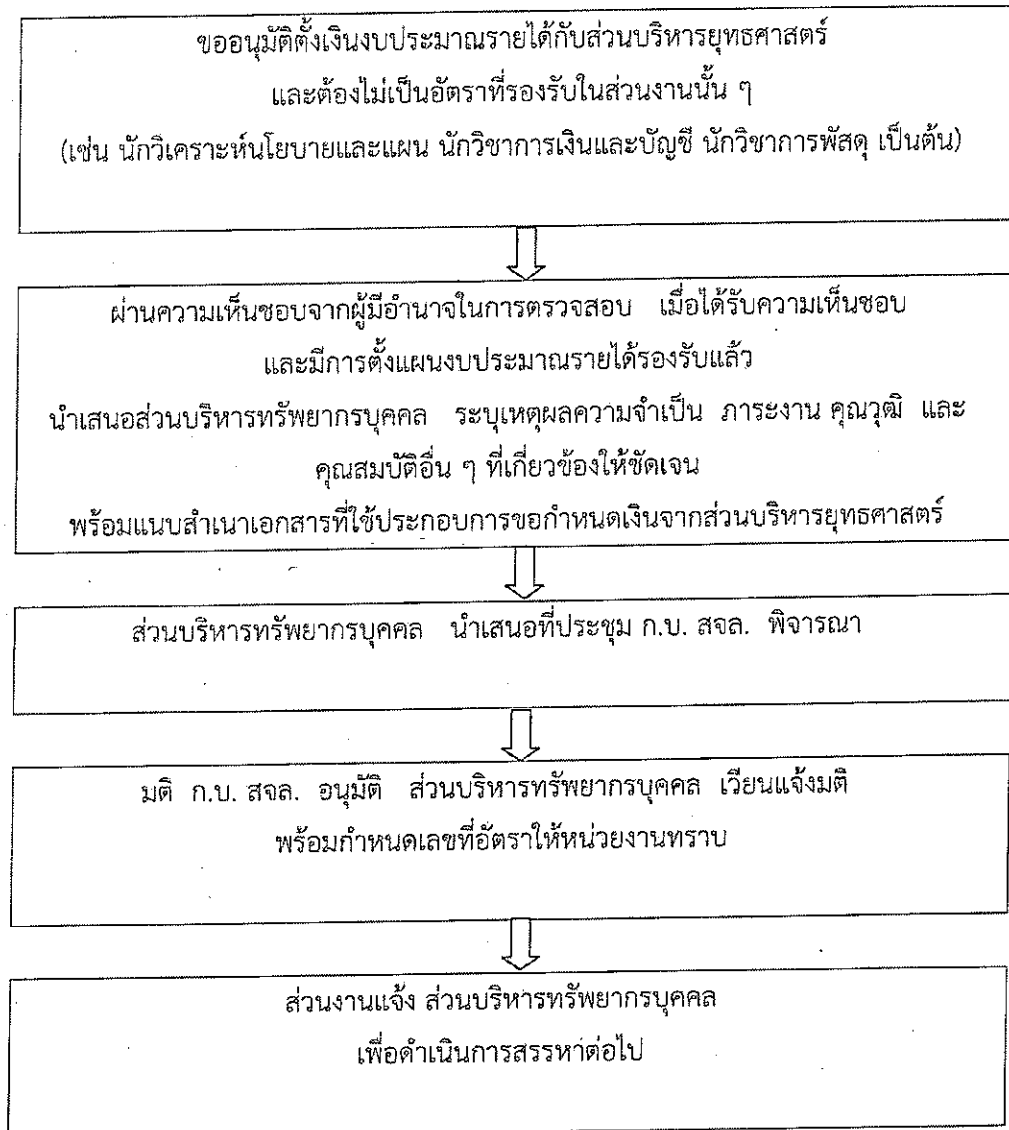 ขออนุมัติตั้งเงินงบประมาณรายได้กับส่วนบริหารยุทธศาสตร์
และต้องไม่เป็นอัตราที่รองรับในส่วนงานนั้น ๆ
(เช่น นักวิเคราะห์นโยบายและแผน นักวิชาการเงินและบัญชี นักวิชาการพัสดุ เป็นต้น)
ผ่านความเห็นชอบจากผู้มีอำนาจในการตรวจสอบ เมื่อได้รับความเห็นชอบ
และมีการตั้งแผนงบประมาณรายได้รองรับแล้ว
นำเสนอส่วนบริหารทรัพยากรบุคคล ระบุเหตุผลความจำเป็น ภาระงาน คุณวุฒิ และ
คุณสมบัติอื่น ๆ ที่เกี่ยวข้องให้ชัดเจน
พร้อมแนบสำเนาเอกสารที่ใช้ประกอบการขอกำหนดเงินจากส่วนบริหารยุทธศาสตร์
ส่วนบริหารทรัพยากรบุคคล นำเสนอที่ประชุม ก.บ. สจล. พิจารณา
มติ ก.บ. สจล. อนุมัติ ส่วนบริหารทรัพยากรบุคคล เวียนแจ้งมติ
พร้อมกำหนดเลขที่อัตราให้หน่วยงานทราบ
ส่วนงานแจ้ง ส่วนบริหารทรัพยากรบุคคล
เพื่อดำเนินการสรรหาต่อไป